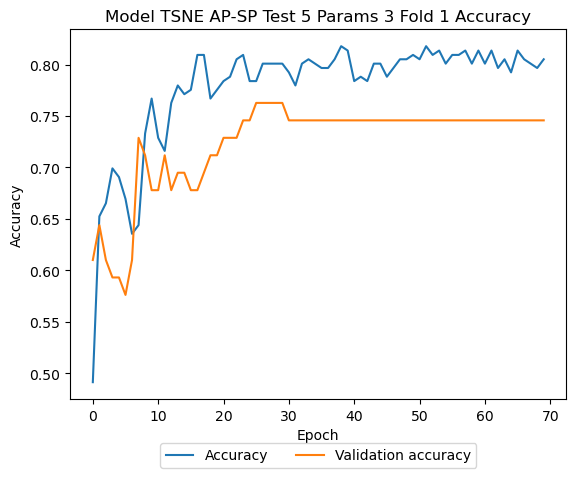 Model TSNE AP-SP Test 5 Params 3 Fold 1 Accuracy
0.80
0.75
0.70
0.65
0.60
0.55
0.50
Accuracy
0 10 20 30 40 50 60 70
Epoch
Accuracy Validation accuracy